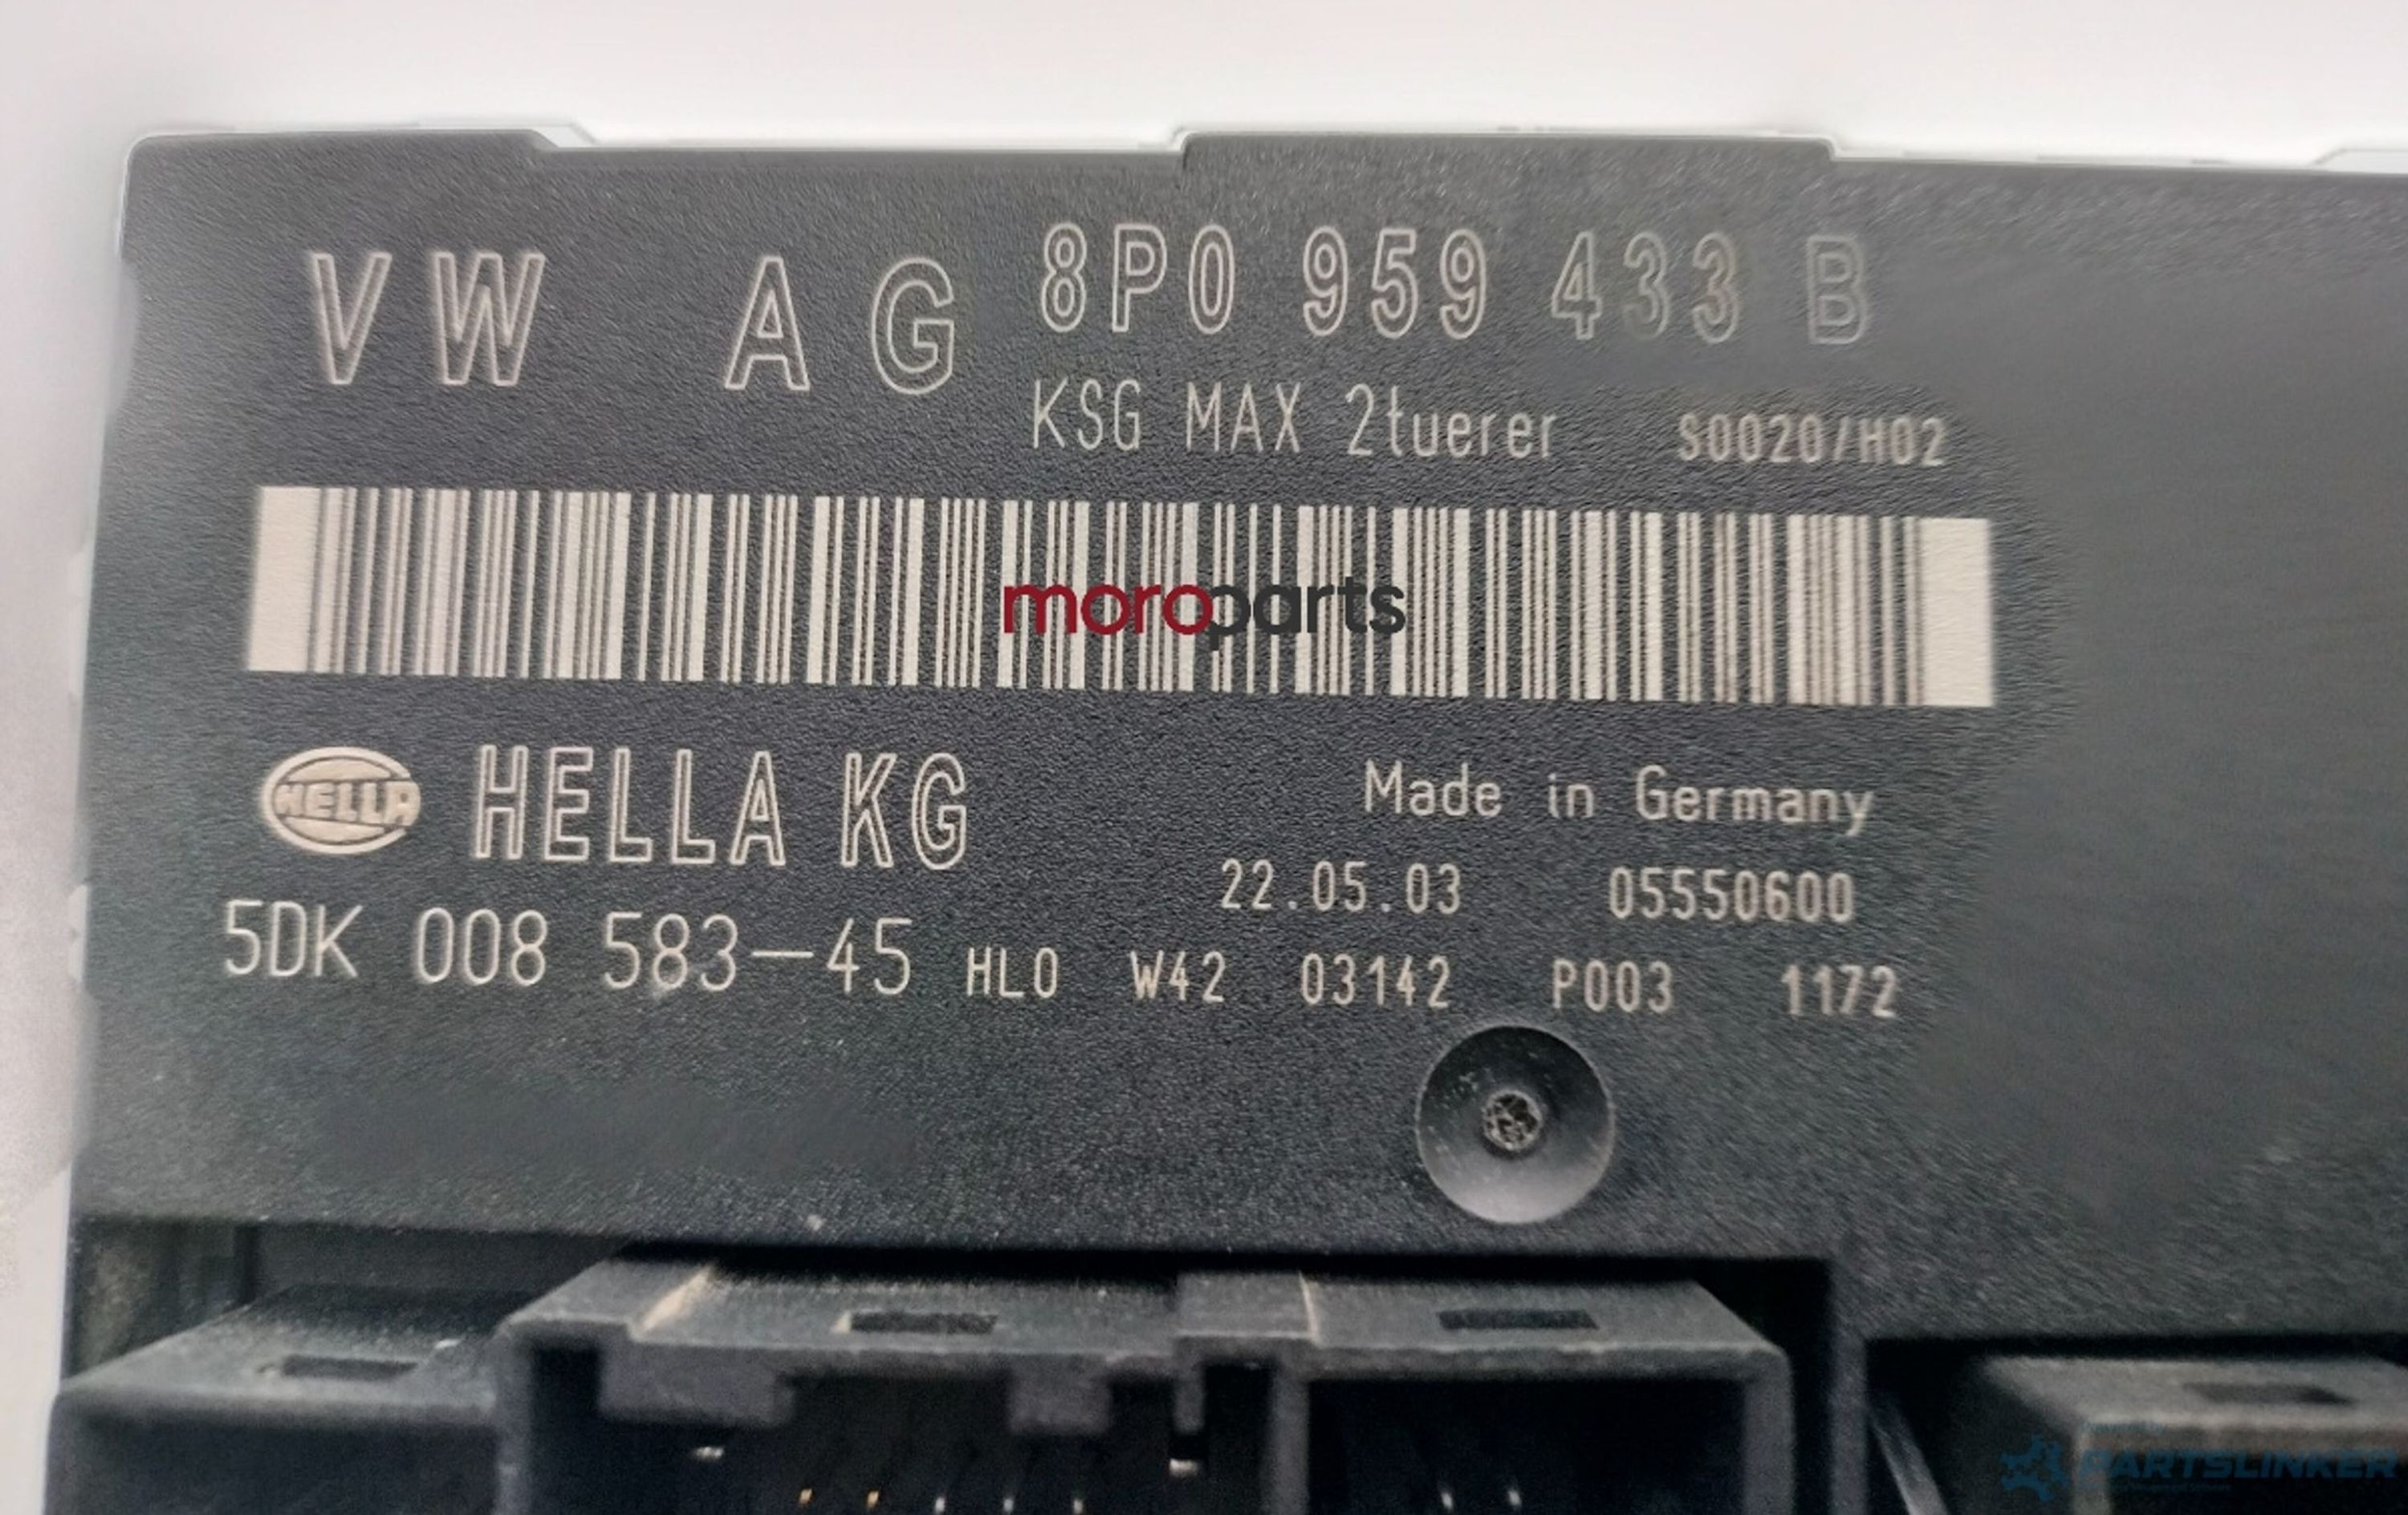 VW AG 8P0 959 433 B
KSG MAX 2tuerer S0020/H02
moroparts
HELLA HELLA KG Made in Germany
22.05.03 05550600
5DK 008 583-45 HLO W42 03142 P003 1172
PARTSLINKER